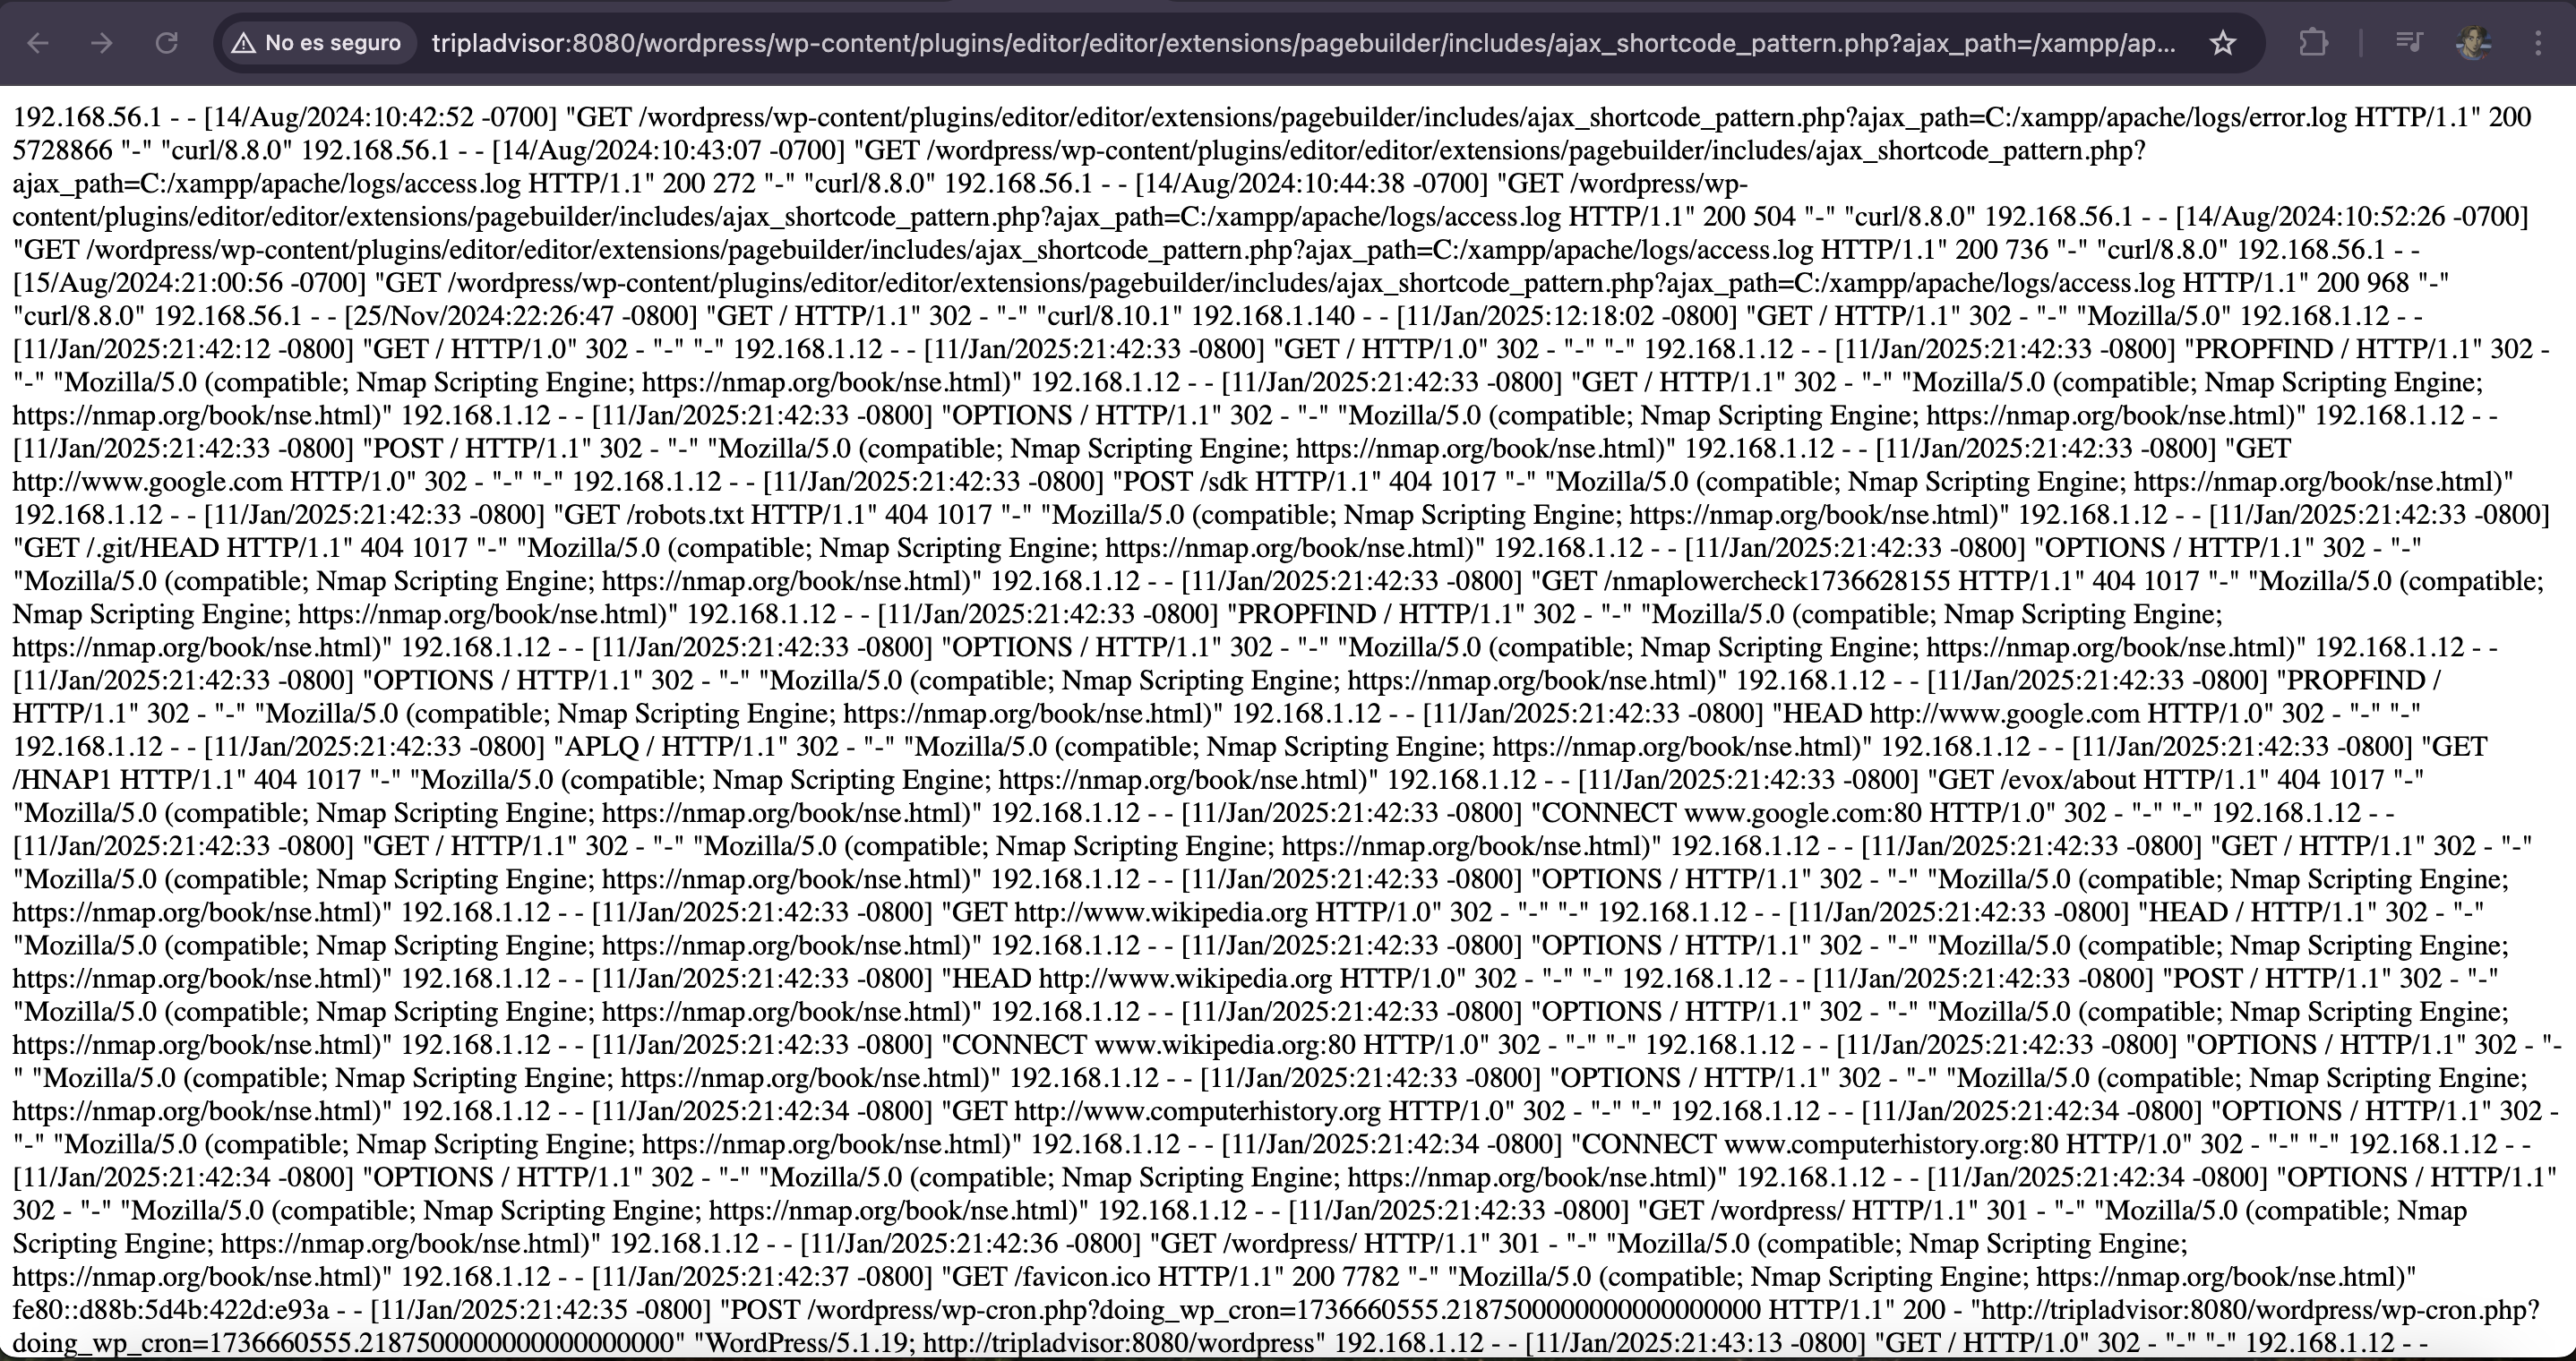 No es seguro tripladvisor:8080/wordpress/wp-content/plugins/editor/editor/extensions/pagebuilder/includes/ajax_shortcode_pattern.php?ajax_path=/xampp/ap...
192.168.56.1 - - [14/Aug/2024:10:42:52 -0700] "GET /wordpress/wp-content/plugins/editor/editor/extensions/pagebuilder/includes/ajax_shortcode_pattern.php?ajax_path=C:/xampp/apache/logs/error.log HTTP/1.1" 200
5728866 "-" "curl/8.8.0" 192.168.56.1 - - [14/Aug/2024:10:43:07 -0700] "GET /wordpress/wp-content/plugins/editor/editor/extensions/pagebuilder/includes/ajax_shortcode_pattern.php?
ajax_path=C:/xampp/apache/logs/access.log HTTP/1.1" 200 272 "-" "curl/8.8.0" 192.168.56.1 - - [14/Aug/2024:10:44:38 -0700] "GET /wordpress/wp-
content/plugins/editor/editor/extensions/pagebuilder/includes/ajax_shortcode_pattern.php?ajax_path=C:/xampp/apache/logs/access.log HTTP/1.1" 200 504 "-" "curl/8.8.0" 192.168.56.1 - - [14/Aug/2024:10:52:26 -0700]
"GET /wordpress/wp-content/plugins/editor/editor/extensions/pagebuilder/includes/ajax_shortcode_pattern.php?ajax_path=C:/xampp/apache/logs/access.log HTTP/1.1" 200 736 "-" "curl/8.8.0" 192.168.56.1 - -
[15/Aug/2024:21:00:56 -0700] "GET /wordpress/wp-content/plugins/editor/editor/extensions/pagebuilder/includes/ajax_shortcode_pattern.php?ajax_path=C:/xampp/apache/logs/access.log HTTP/1.1" 200 968 "-"
"curl/8.8.0" 192.168.56.1 - - [25/Nov/2024:22:26:47 -0800] "GET / HTTP/1.1" 302 - "-" "curl/8.10.1" 192.168.1.140 - - [11/Jan/2025:12:18:02 -0800] "GET / HTTP/1.1" 302 - "-" "Mozilla/5.0" 192.168.1.12 - -
[11/Jan/2025:21:42:12 -0800] "GET / HTTP/1.0" 302 - "-" "-" 192.168.1.12 - - [11/Jan/2025:21:42:33 -0800] "GET / HTTP/1.0" 302 - "-" "-" 192.168.1.12 - - [11/Jan/2025:21:42:33 -0800] "PROPFIND / HTTP/1.1" 302 -
"-" "Mozilla/5.0 (compatible; Nmap Scripting Engine; https://nmap.org/book/nse.html)" 192.168.1.12 - - [11/Jan/2025:21:42:33 -0800] "GET / HTTP/1.1" 302 - "-" "Mozilla/5.0 (compatible; Nmap Scripting Engine;
https://nmap.org/book/nse.html)" 192.168.1.12 - - [11/Jan/2025:21:42:33 -0800] "OPTIONS / HTTP/1.1" 302 - "-" "Mozilla/5.0 (compatible; Nmap Scripting Engine; https://nmap.org/book/nse.html)" 192.168.1.12 - -
[11/Jan/2025:21:42:33 -0800] "POST / HTTP/1.1" 302 - "-" "Mozilla/5.0 (compatible; Nmap Scripting Engine; https://nmap.org/book/nse.html)" 192.168.1.12 - - [11/Jan/2025:21:42:33 -0800] "GET
http://www.google.com HTTP/1.0" 302 - "-" "-" 192.168.1.12 - - [11/Jan/2025:21:42:33 -0800] "POST /sdk HTTP/1.1" 404 1017 "-" "Mozilla/5.0 (compatible; Nmap Scripting Engine; https://nmap.org/book/nse.html)"
192.168.1.12 - - [11/Jan/2025:21:42:33 -0800] "GET /robots.txt HTTP/1.1" 404 1017 "-" "Mozilla/5.0 (compatible; Nmap Scripting Engine; https://nmap.org/book/nse.html)" 192.168.1.12 - - [11/Jan/2025:21:42:33 -0800]
"GET /.git/HEAD HTTP/1.1" 404 1017 "-" "Mozilla/5.0 (compatible; Nmap Scripting Engine; https://nmap.org/book/nse.html)" 192.168.1.12 - - [11/Jan/2025:21:42:33 -0800] "OPTIONS / HTTP/1.1" 302 - "-"
"Mozilla/5.0 (compatible; Nmap Scripting Engine; https://nmap.org/book/nse.html)" 192.168.1.12 - - [11/Jan/2025:21:42:33 -0800] "GET /nmaplowercheck1736628155 HTTP/1.1" 404 1017 "-" "Mozilla/5.0 (compatible;
Nmap Scripting Engine; https://nmap.org/book/nse.html)" 192.168.1.12 - - [11/Jan/2025:21:42:33 -0800] "PROPFIND / HTTP/1.1" 302 - "-" "Mozilla/5.0 (compatible; Nmap Scripting Engine;
https://nmap.org/book/nse.html)" 192.168.1.12 - - [11/Jan/2025:21:42:33 -0800] "OPTIONS / HTTP/1.1" 302 - "-" "Mozilla/5.0 (compatible; Nmap Scripting Engine; https://nmap.org/book/nse.html)" 192.168.1.12 - -
[11/Jan/2025:21:42:33 -0800] "OPTIONS / HTTP/1.1" 302 - "-" "Mozilla/5.0 (compatible; Nmap Scripting Engine; https://nmap.org/book/nse.html)" 192.168.1.12 - - [11/Jan/2025:21:42:33 -0800] "PROPFIND /
HTTP/1.1" 302 - "-" "Mozilla/5.0 (compatible; Nmap Scripting Engine; https://nmap.org/book/nse.html)" 192.168.1.12 - - [11/Jan/2025:21:42:33 -0800] "HEAD http://www.google.com HTTP/1.0" 302 - "-" "-"
192.168.1.12 - - [11/Jan/2025:21:42:33 -0800] "APLQ / HTTP/1.1" 302 - "-" "Mozilla/5.0 (compatible; Nmap Scripting Engine; https://nmap.org/book/nse.html)" 192.168.1.12 - - [11/Jan/2025:21:42:33 -0800] "GET
/HNAP1 HTTP/1.1" 404 1017 "-" "Mozilla/5.0 (compatible; Nmap Scripting Engine; https://nmap.org/book/nse.html)" 192.168.1.12 - - [11/Jan/2025:21:42:33 -0800] "GET /evox/about HTTP/1.1" 404 1017 "-"
"Mozilla/5.0 (compatible; Nmap Scripting Engine; https://nmap.org/book/nse.html)" 192.168.1.12 - - [11/Jan/2025:21:42:33 -0800] "CONNECT www.google.com:80 HTTP/1.0" 302 - "-" "-" 192.168.1.12 - -
[11/Jan/2025:21:42:33 -0800] "GET / HTTP/1.1" 302 - "-" "Mozilla/5.0 (compatible; Nmap Scripting Engine; https://nmap.org/book/nse.html)" 192.168.1.12 - - [11/Jan/2025:21:42:33 -0800] "GET / HTTP/1.1" 302 - "-"
"Mozilla/5.0 (compatible; Nmap Scripting Engine; https://nmap.org/book/nse.html)" 192.168.1.12 - - [11/Jan/2025:21:42:33 -0800] "OPTIONS / HTTP/1.1" 302 - "-" "Mozilla/5.0 (compatible; Nmap Scripting Engine;
https://nmap.org/book/nse.html)" 192.168.1.12 - - [11/Jan/2025:21:42:33 -0800] "GET http://www.wikipedia.org HTTP/1.0" 302 - "-" "-" 192.168.1.12 - - [11/Jan/2025:21:42:33 -0800] "HEAD / HTTP/1.1" 302 - "-"
"Mozilla/5.0 (compatible; Nmap Scripting Engine; https://nmap.org/book/nse.html)" 192.168.1.12 - - [11/Jan/2025:21:42:33 -0800] "OPTIONS / HTTP/1.1" 302 - "-" "Mozilla/5.0 (compatible; Nmap Scripting Engine;
https://nmap.org/book/nse.html)" 192.168.1.12 - - [11/Jan/2025:21:42:33 -0800] "HEAD http://www.wikipedia.org HTTP/1.0" 302 - "-" "-" 192.168.1.12 - - [11/Jan/2025:21:42:33 -0800] "POST / HTTP/1.1" 302 - "-"
"Mozilla/5.0 (compatible; Nmap Scripting Engine; https://nmap.org/book/nse.html)" 192.168.1.12 - - [11/Jan/2025:21:42:33 -0800] "OPTIONS / HTTP/1.1" 302 - "-" "Mozilla/5.0 (compatible; Nmap Scripting Engine;
https://nmap.org/book/nse.html)" 192.168.1.12 - - [11/Jan/2025:21:42:33 -0800] "CONNECT www.wikipedia.org:80 HTTP/1.0" 302 - "-" "-" 192.168.1.12 - - [11/Jan/2025:21:42:33 -0800] "OPTIONS / HTTP/1.1" 302 - "-
" "Mozilla/5.0 (compatible; Nmap Scripting Engine; https://nmap.org/book/nse.html)" 192.168.1.12 - - [11/Jan/2025:21:42:33 -0800] "OPTIONS / HTTP/1.1" 302 - "-" "Mozilla/5.0 (compatible; Nmap Scripting Engine;
https://nmap.org/book/nse.html)" 192.168.1.12 - - [11/Jan/2025:21:42:34 -0800] "GET http://www.computerhistory.org HTTP/1.0" 302 - "-" "-" 192.168.1.12 - - [11/Jan/2025:21:42:34 -0800] "OPTIONS / HTTP/1.1" 302 -
"-" "Mozilla/5.0 (compatible; Nmap Scripting Engine; https://nmap.org/book/nse.html)" 192.168.1.12 - - [11/Jan/2025:21:42:34 -0800] "CONNECT www.computerhistory.org:80 HTTP/1.0" 302 - "-" "-" 192.168.1.12 - -
[11/Jan/2025:21:42:34 -0800] "OPTIONS / HTTP/1.1" 302 - "-" "Mozilla/5.0 (compatible; Nmap Scripting Engine; https://nmap.org/book/nse.html)" 192.168.1.12 - - [11/Jan/2025:21:42:34 -0800] "OPTIONS / HTTP/1.1"
302 - "-" "Mozilla/5.0 (compatible; Nmap Scripting Engine; https://nmap.org/book/nse.html)" 192.168.1.12 - - [11/Jan/2025:21:42:33 -0800] "GET /wordpress/ HTTP/1.1" 301 - "-" "Mozilla/5.0 (compatible; Nmap
Scripting Engine; https://nmap.org/book/nse.html)" 192.168.1.12 - - [11/Jan/2025:21:42:36 -0800] "GET /wordpress/ HTTP/1.1" 301 - "-" "Mozilla/5.0 (compatible; Nmap Scripting Engine;
https://nmap.org/book/nse.html)" 192.168.1.12 - - [11/Jan/2025:21:42:37 -0800] "GET /favicon.ico HTTP/1.1" 200 7782 "-" "Mozilla/5.0 (compatible; Nmap Scripting Engine; https://nmap.org/book/nse.html)"
fe80::d88b:5d4b:422d:e93a - - [11/Jan/2025:21:42:35 -0800] "POST /wordpress/wp-cron.php?doing_wp_cron=1736660555.2187500000000000000000 HTTP/1.1" 200 - "http://tripladvisor:8080/wordpress/wp-cron.php?
doing_wp_cron=1736660555.2187500000000000000000" "WordPress/5.1.19; http://tripladvisor:8080/wordpress" 192.168.1.12 - - [11/Jan/2025:21:43:13 -0800] "GET / HTTP/1.0" 302 - "-" "-" 192.168.1.12 - -